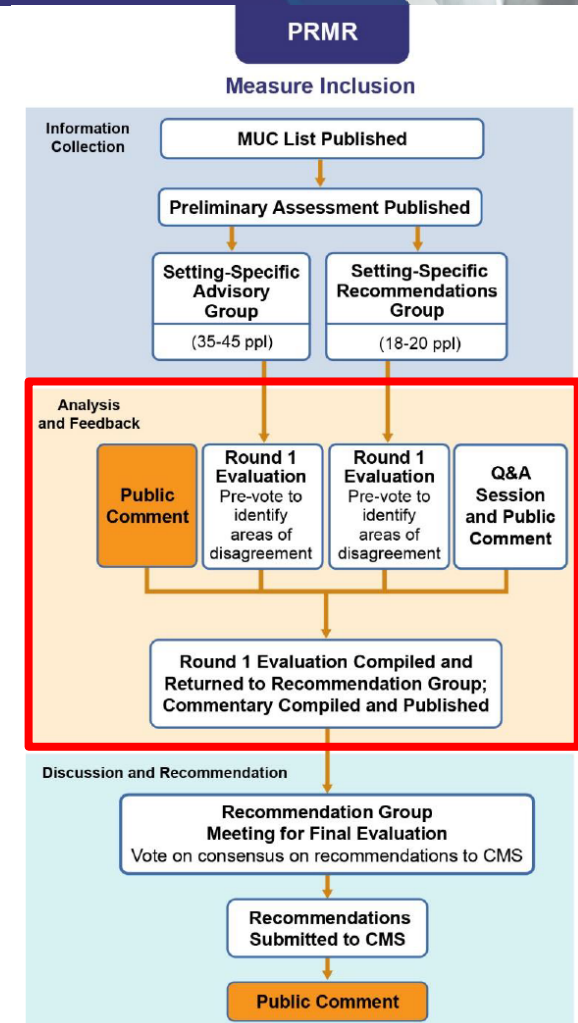 PRMR
Measure Inclusion
Information
Collection
MUC List Published
Preliminary Assessment Published
Setting-Specific
Advisory
Group
(35-45 ppl)
Setting-Specific
Recommendations
Group
(18-20 ppl)
Analysis
and Feedback
Public
Comment
Round 1
Evaluation
Pre-vote to
identify
areas of
disagreement
Round 1
Evaluation
Pre-vote to
identify
areas of
disagreement
Q&A
Session
and Public
Comment
Round 1 Evaluation Compiled and
Returned to Recommendation Group;
Commentary Compiled and Published
Discussion and Recommendation
Recommendation Group
Meeting for Final Evaluation
Vote on consensus on recommendations to CMS
Recommendations
Submitted to CMS
Public Comment